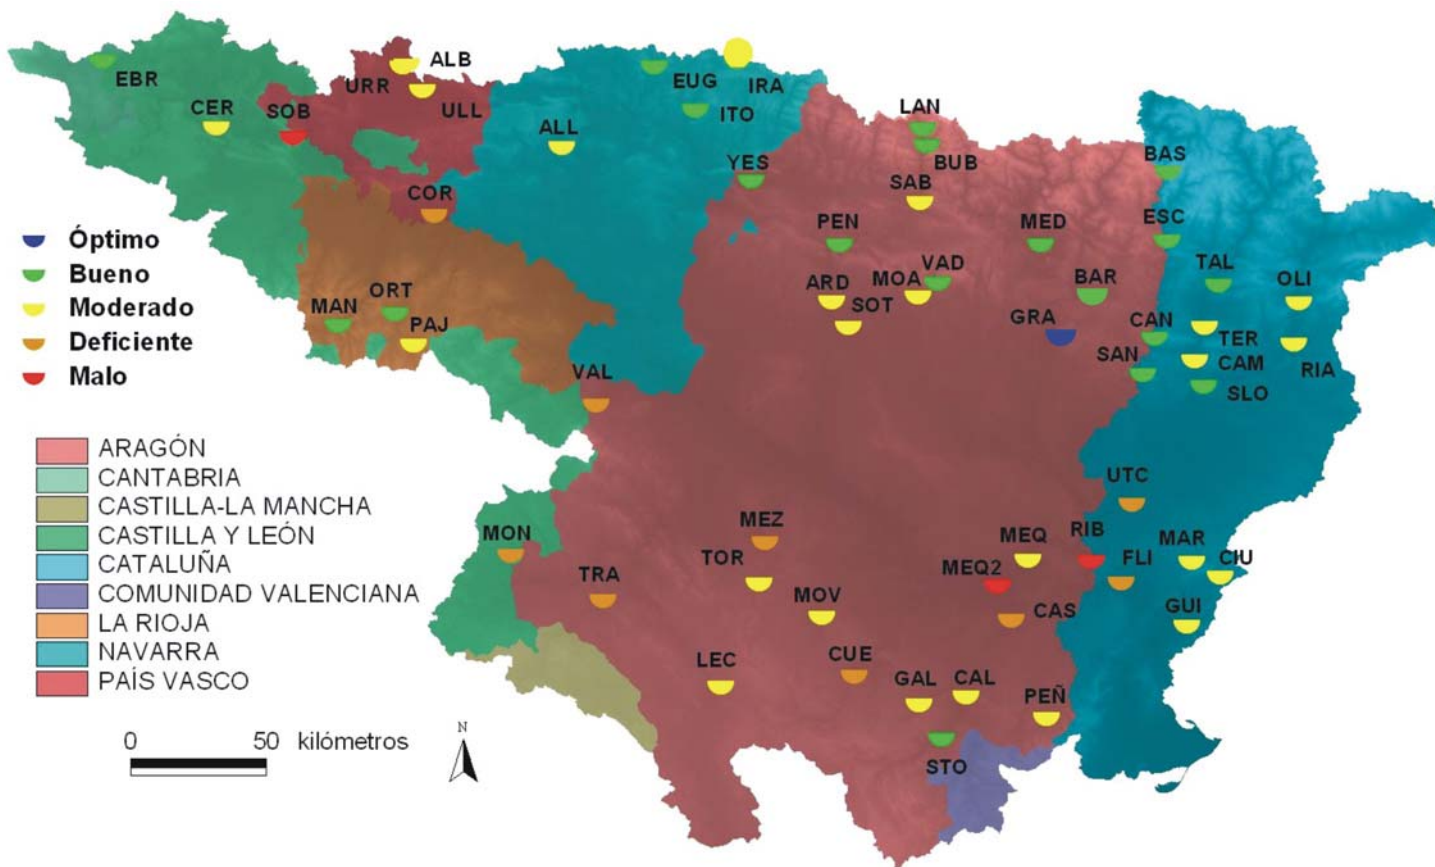 ALB
EBR
URR
EUG
IRA
CER
SOB
ULL
ALL
ITO
LAN
YES
BUB
BAS
COR
SAB
PEN
MED
ESC
Óptimo
Bueno
Moderado
Deficiente
Malo
MAN
ORT
PAJ
ARD
MOA
VAD
SOT
BAR
GRA
TAL
OLI
CAN
TER
SAN
CAM
RIA
SLO
VAL
ARAGÓN
CANTABRIA
CASTILLA-LA MANCHA
CASTILLA Y LEÓN
CATALUÑA
COMUNIDAD VALENCIANA
LA RIOJA
NAVARRA
PAÍS VASCO
UTC
MON
MEZ
MEQ
RIB
MAR
TOR
MEQ2
FLI
CIU
TRA
MOV
CAS
GUI
LEC
CUE
GAL
CAL
PEÑ
STO
0 50 kilómetros
N